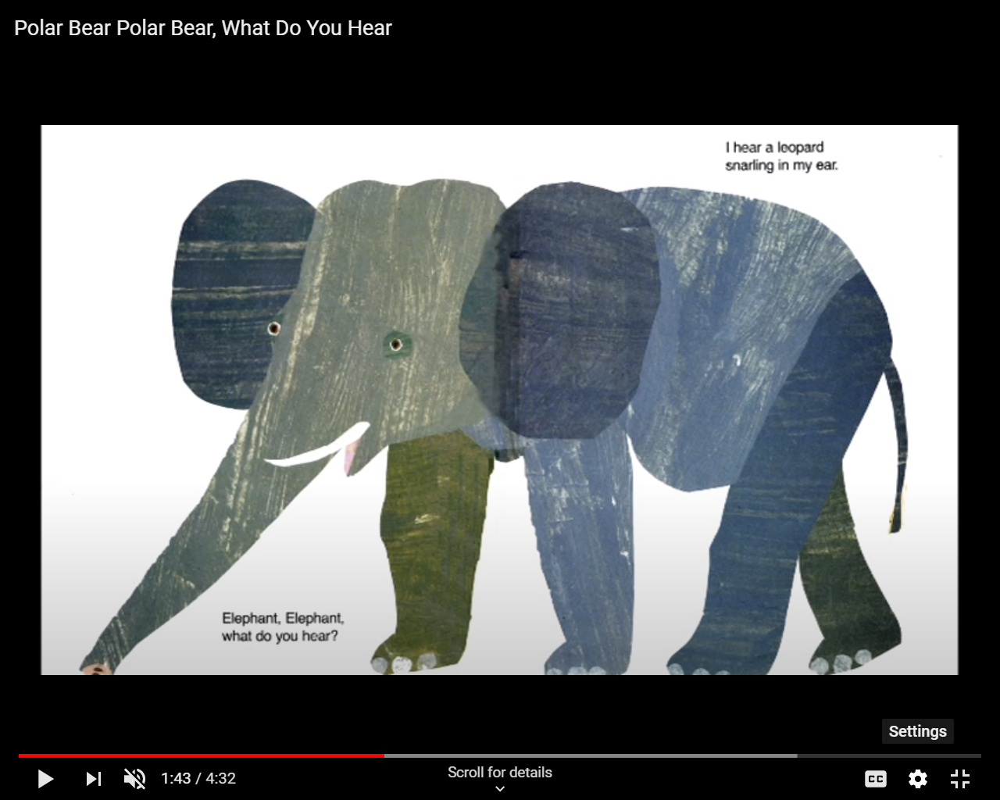 Polar Bear Polar Bear, What Do You Hear
I hear a leopard
snarling in my ear.
Elephant, Elephant,
what do you hear?
Settings
1:43 / 4:32
Scroll for details
CC